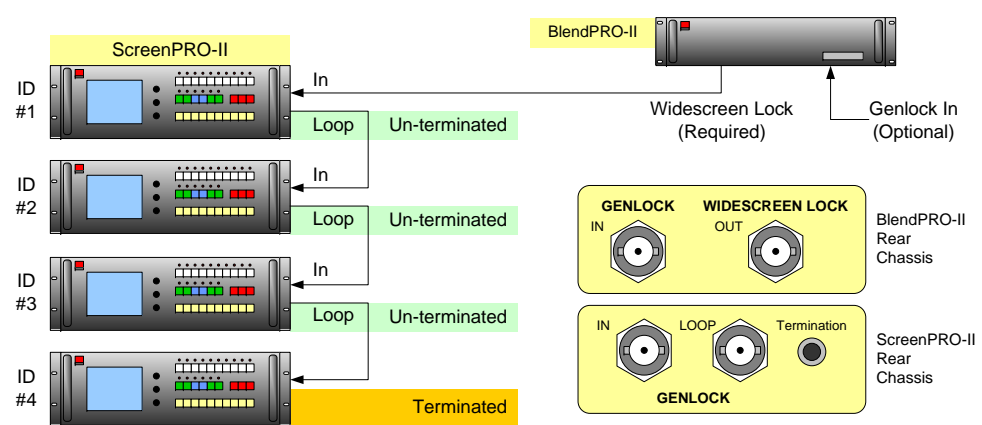 ScreenPRO-II
BlendPRO-II
ID
#1
In
Loop
Un-terminated
Widescreen Lock
(Required)
Genlock In
(Optional)
ID
#2
In
Loop
Un-terminated
ID
#3
In
Loop
Un-terminated
ID
#4
Terminated
GENLOCK
WIDESCREEN LOCK
IN
OUT
BlendPRO-II
Rear
Chassis
IN
LOOP
Termination
GENLOCK
ScreenPRO-II
Rear
Chassis